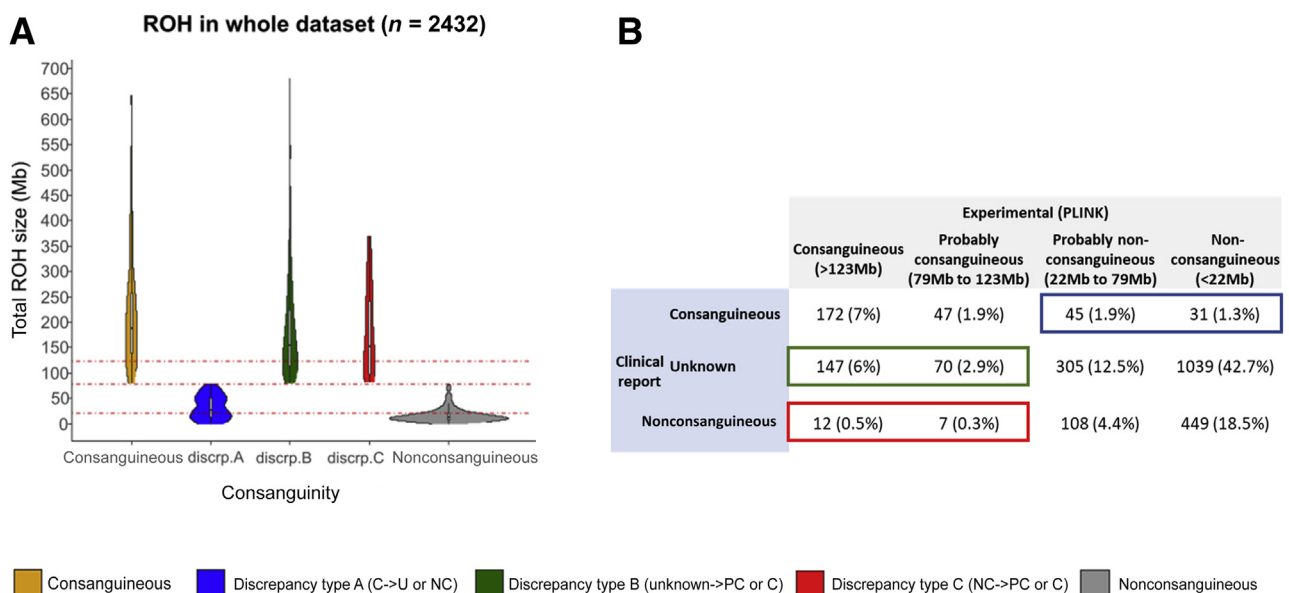 A
ROH in whole dataset (n = 2432)
Total ROH size (Mb)
700
650
600
550
500
450
400
350
300
250
200
150
100
50
0
Consanguineous discrp.A discrp.B discrp.C Nonconsanguineous
Consanguinity
B
Experimental (PLINK)
Consanguineous
(>123Mb)
Probably
consanguineous
(79Mb to 123Mb)
Probably non-
consanguineous
(22Mb to 79Mb)
Non-
consanguineous
(<22Mb)
Clinical
report
Consanguineous 172 (7%) 47 (1.9%) 45 (1.9%) 31 (1.3%)
Unknown 147 (6%) 70 (2.9%) 305 (12.5%) 1039 (42.7%)
Nonconsanguineous 12 (0.5%) 7 (0.3%) 108 (4.4%) 449 (18.5%)
Consanguineous
Discrepancy type A (C->U or NC)
Discrepancy type B (unknown->PC or C)
Discrepancy type C (NC->PC or C)
Nonconsanguineous